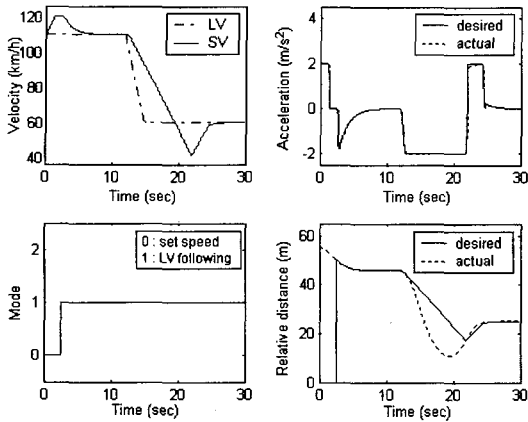 120
100
80
60
40
Velocity (km/h)
LV
SV
0 10 20 30
Time (sec)
4
2
0
-2
Acceleration (m/s²)
desired
actual
0 10 20 30
Time (sec)
2
1
0
Mode
0 : set speed
1 : LV following
0 10 20 30
Time (sec)
60
40
20
0
Relative distance (m)
desired
actual
0 10 20 30
Time (sec)